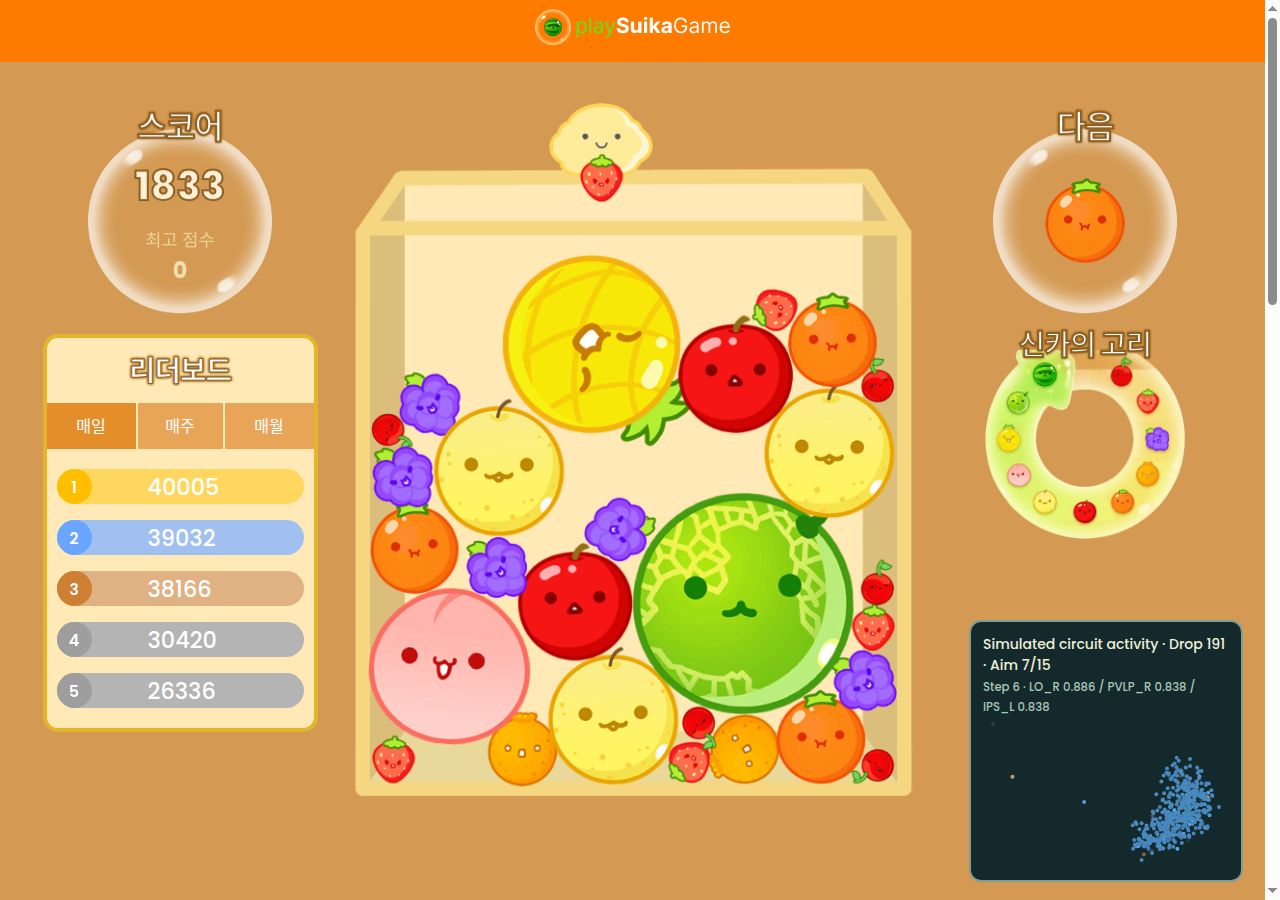 playSuikaGame
스코어
1833
최고 점수
0
다음
신카의 고리
리더보드
매일 매주 매월
1 40005
2 39032
3 38166
4 30420
5 26336
Simulated circuit activity · Drop 191
· Aim 7/15
Step 6 · LO_R 0.886 / PVLP_R 0.838 /
IPS_L 0.838